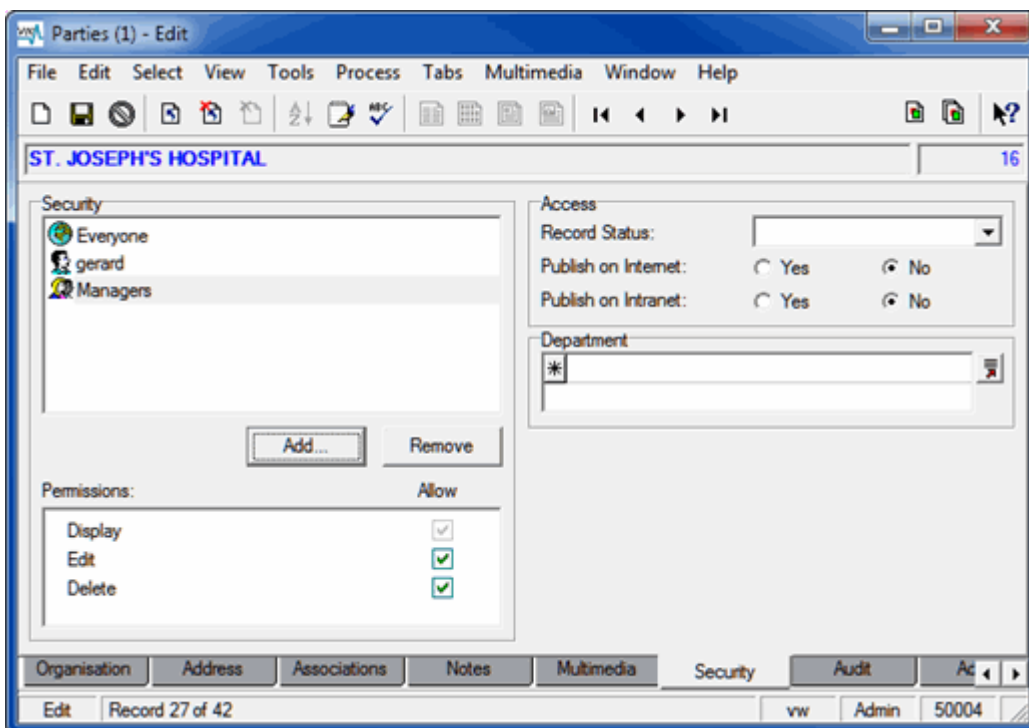 Parties (1) - Edit
File Edit Select View Tools Process Tabs Multimedia Window Help
ST. JOSEPH'S HOSPITAL 16
Security
Everyone
gerard
Managers
Add... Remove
Permissions: Allow
Display
Edit
Delete
Access
Record Status:
Publish on Internet: Yes No
Publish on Intranet: Yes No
Department
Organisation Address Associations Notes Multimedia Security Audit
Edit Record 27 of 42 vw Admin 50004